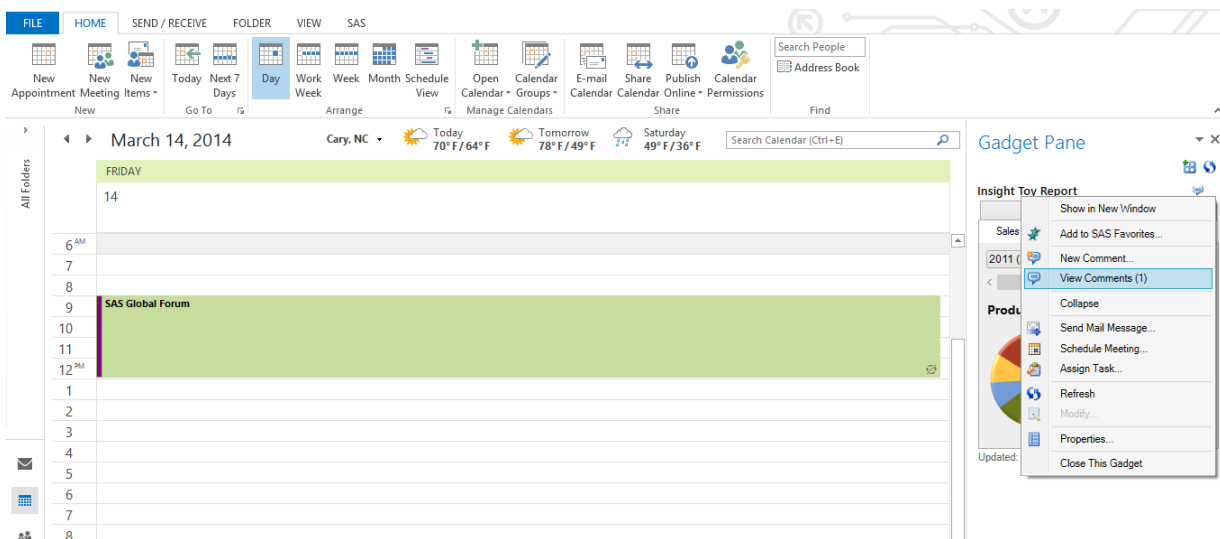 FILE HOME SEND / RECEIVE FOLDER VIEW SAS
New Appointment
New Meeting
New Items
Today
Next 7 Days
Day
Work Week
Week
Month
Schedule View
Open Calendar
Calendar Groups
E-mail Calendar
Share Calendar
Publish Online
Calendar Permissions
Search People
Address Book
New Go To Arrange Manage Calendars Share Find
All Folders
March 14, 2014
Cary, NC
Today
70° F / 64° F
Tomorrow
78° F / 49° F
Saturday
49° F / 36° F
Search Calendar (Ctrl+E)
FRIDAY
14
6 AM
7
8
9 SAS Global Forum
10
11
12 PM
1
2
3
4
5
6
7
8
Gadget Pane
Insight Toy Report
Sales
2011 (
Produ
Updated:
Show in New Window
Add to SAS Favorites...
New Comment...
View Comments (1)
Collapse
Send Mail Message...
Schedule Meeting...
Assign Task...
Refresh
Modify...
Properties...
Close This Gadget